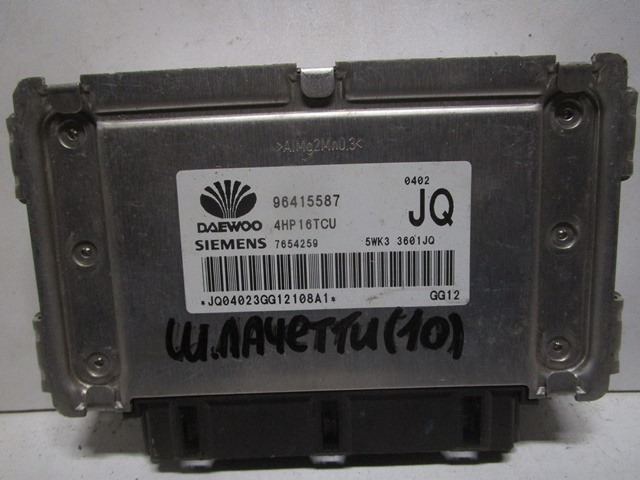 >AlMg2Mn0.3<
0402
DAEWOO 96415587 JQ
4HP16TCU
SIEMENS 7654259 5WK3 3601JQ
*JQ04023GG12108A1* GG12
Ш.ЛАЧЕТТИ(10)